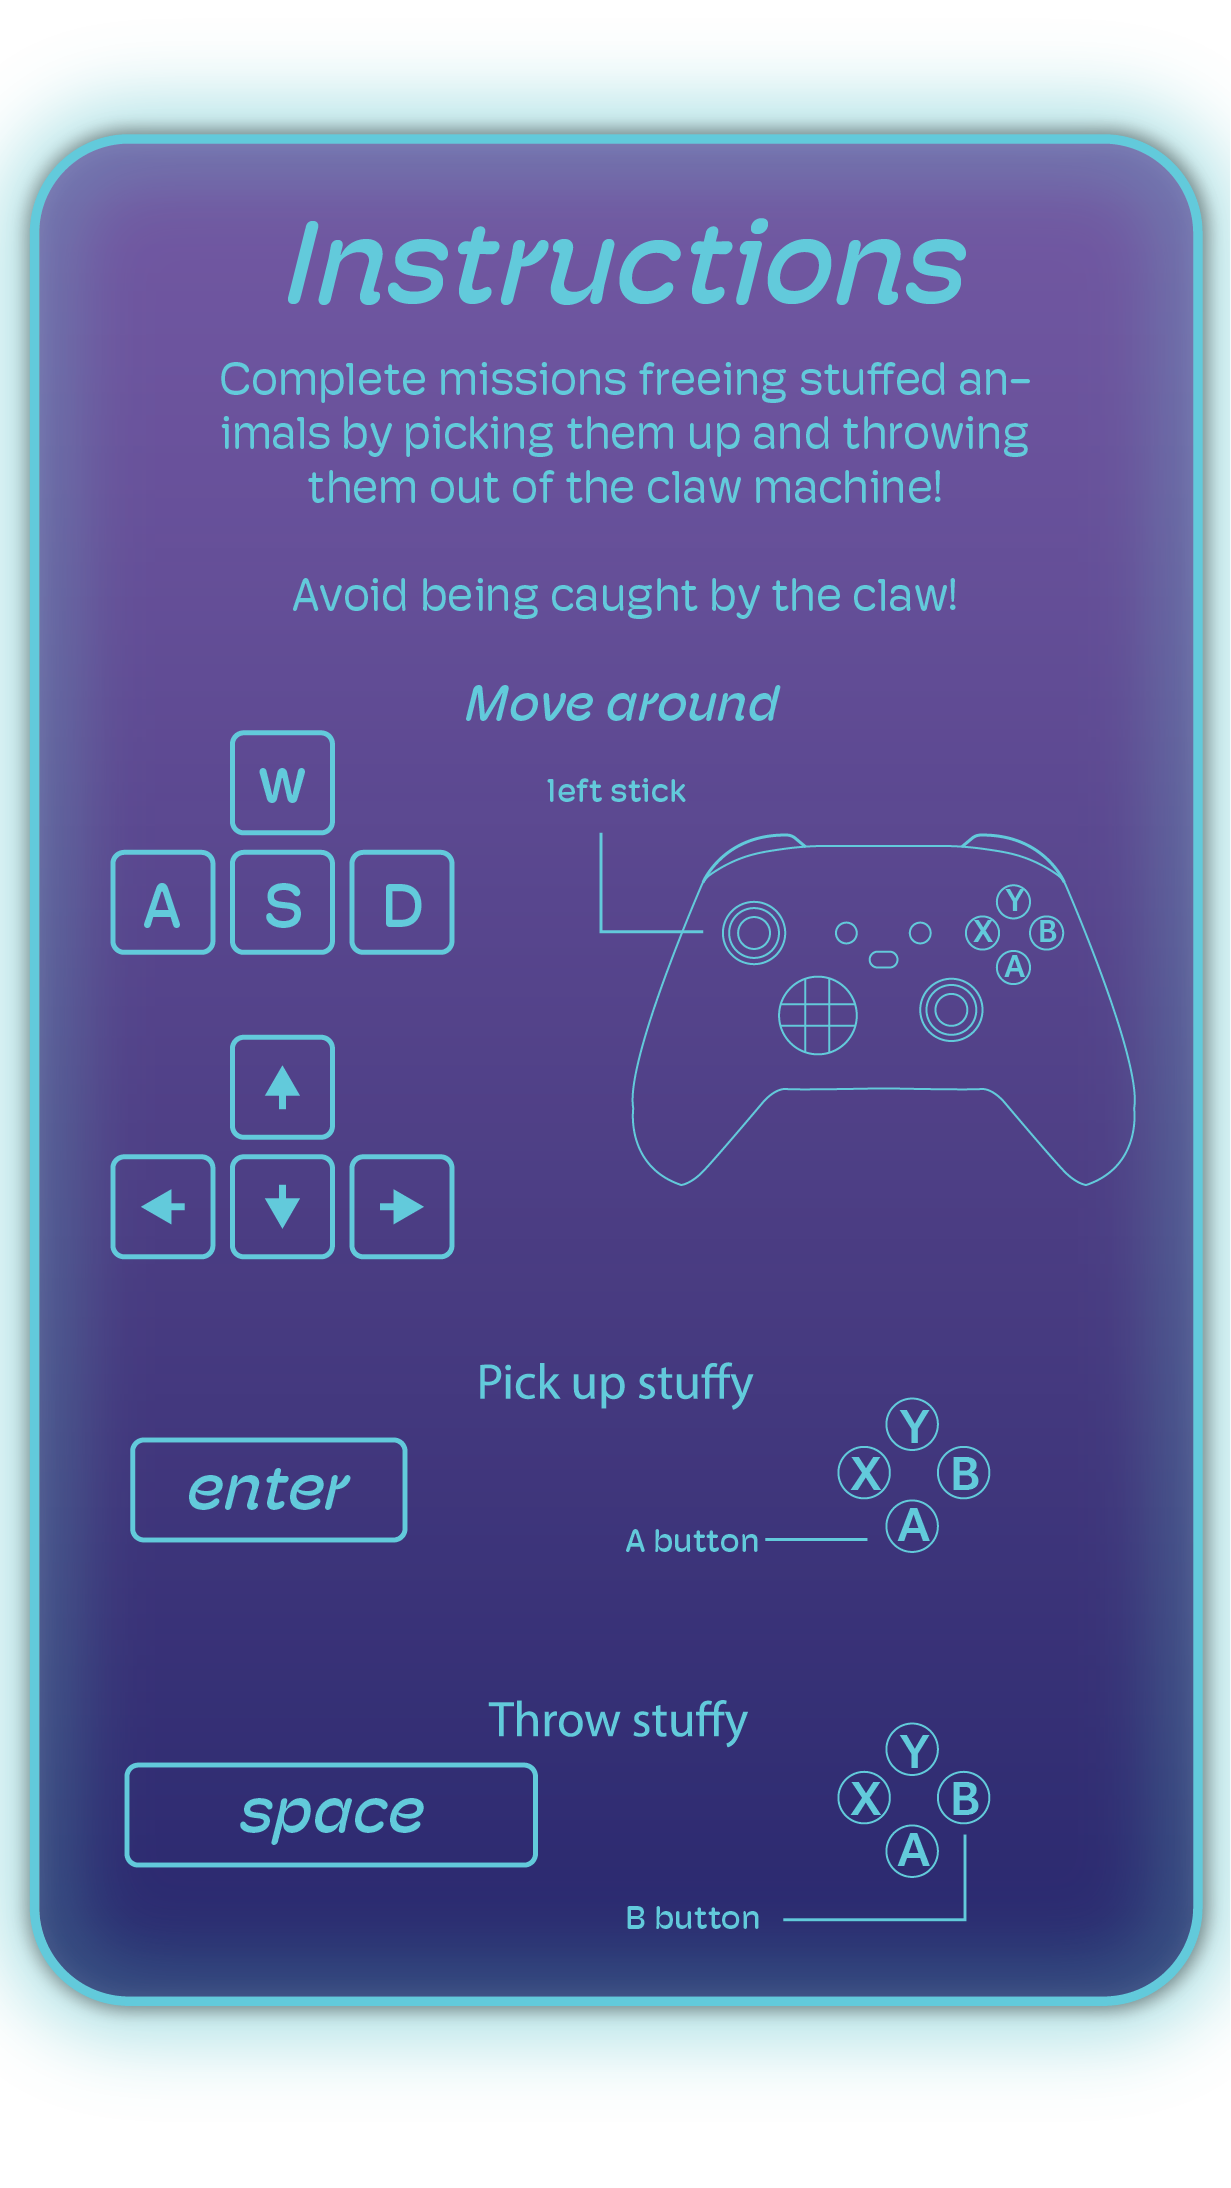 Instructions
Complete missions freeing stuffed an-
imals by picking them up and throwing
them out of the claw machine!
Avoid being caught by the claw!
Move around
W
A S D
left stick
Y
X B
A
Pick up stuffy
enter
Y
X B
A
A button
Throw stuffy
space
Y
X B
A
B button